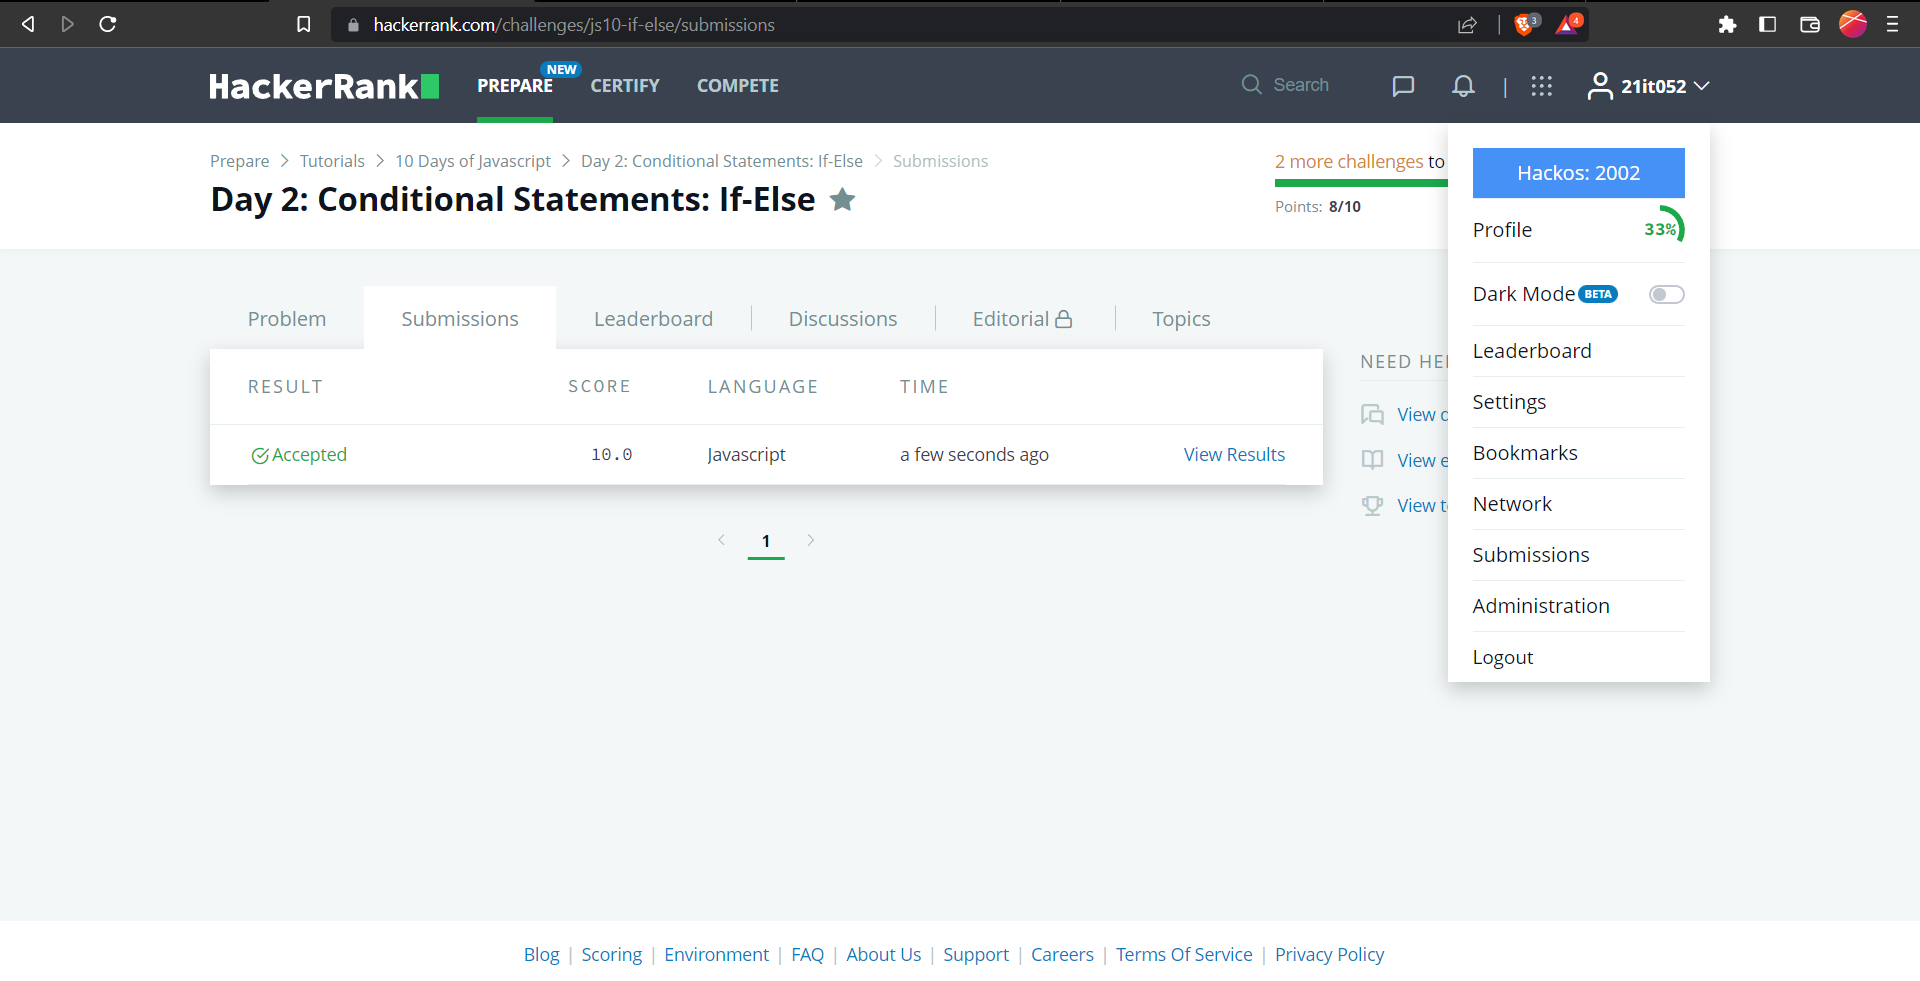 hackerrank.com/challenges/js10-if-else/submissions
3
4
HackerRank
PREPARE
NEW
CERTIFY
COMPETE
Search
21it052
Prepare > Tutorials > 10 Days of Javascript > Day 2: Conditional Statements: If-Else > Submissions
Day 2: Conditional Statements: If-Else
2 more challenges to
Points: 8/10
Hackos: 2002
Profile
33%
Dark Mode BETA
Leaderboard
Settings
Bookmarks
Network
Submissions
Administration
Logout
Problem
Submissions
Leaderboard
Discussions
Editorial
Topics
RESULT SCORE LANGUAGE TIME
Accepted 10.0 Javascript a few seconds ago View Results
1
NEED
View
View
View
Blog | Scoring | Environment | FAQ | About Us | Support | Careers | Terms Of Service | Privacy Policy